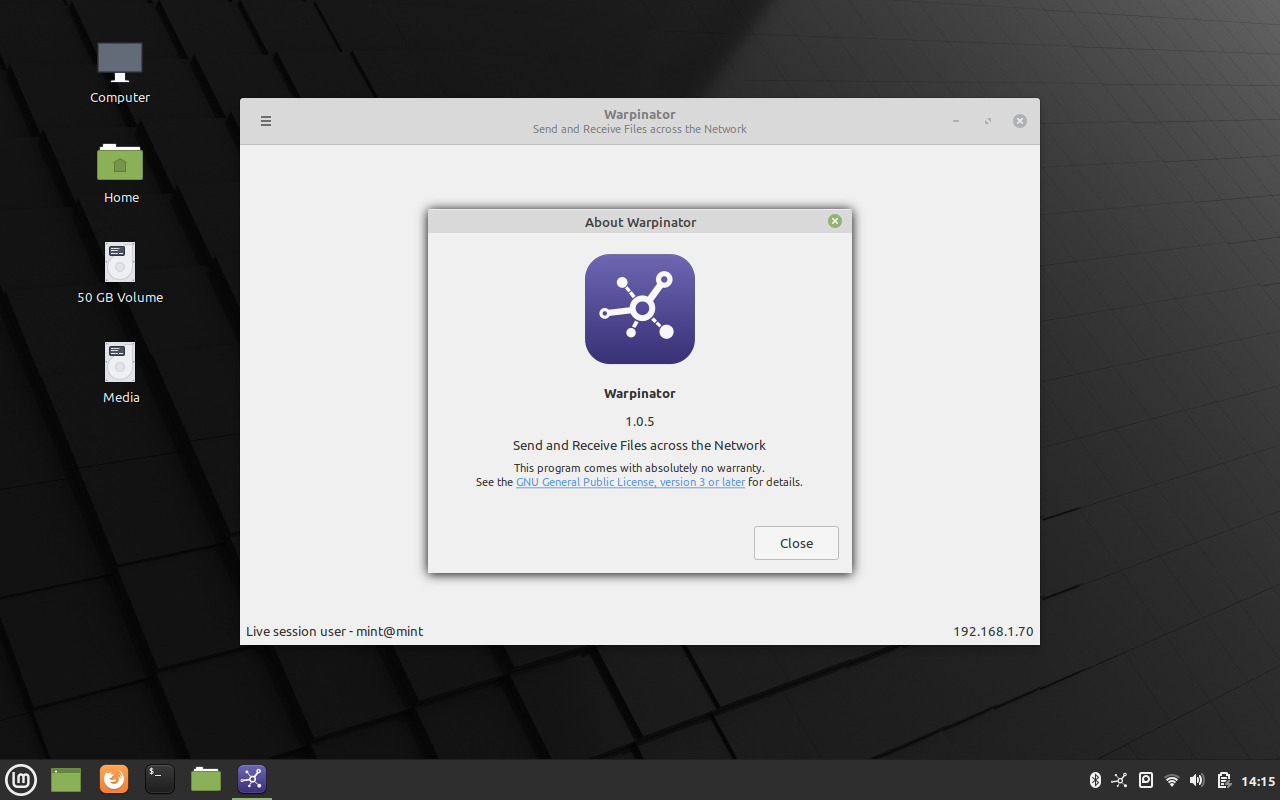 Computer
Home
50 GB Volume
Media
Warpinator
Send and Receive Files across the Network
About Warpinator
Warpinator
1.0.5
Send and Receive Files across the Network
This program comes with absolutely no warranty.
See the GNU General Public License, version 3 or later for details.
Close
Live session user - mint@mint
192.168.1.70
lm
$_
14:15